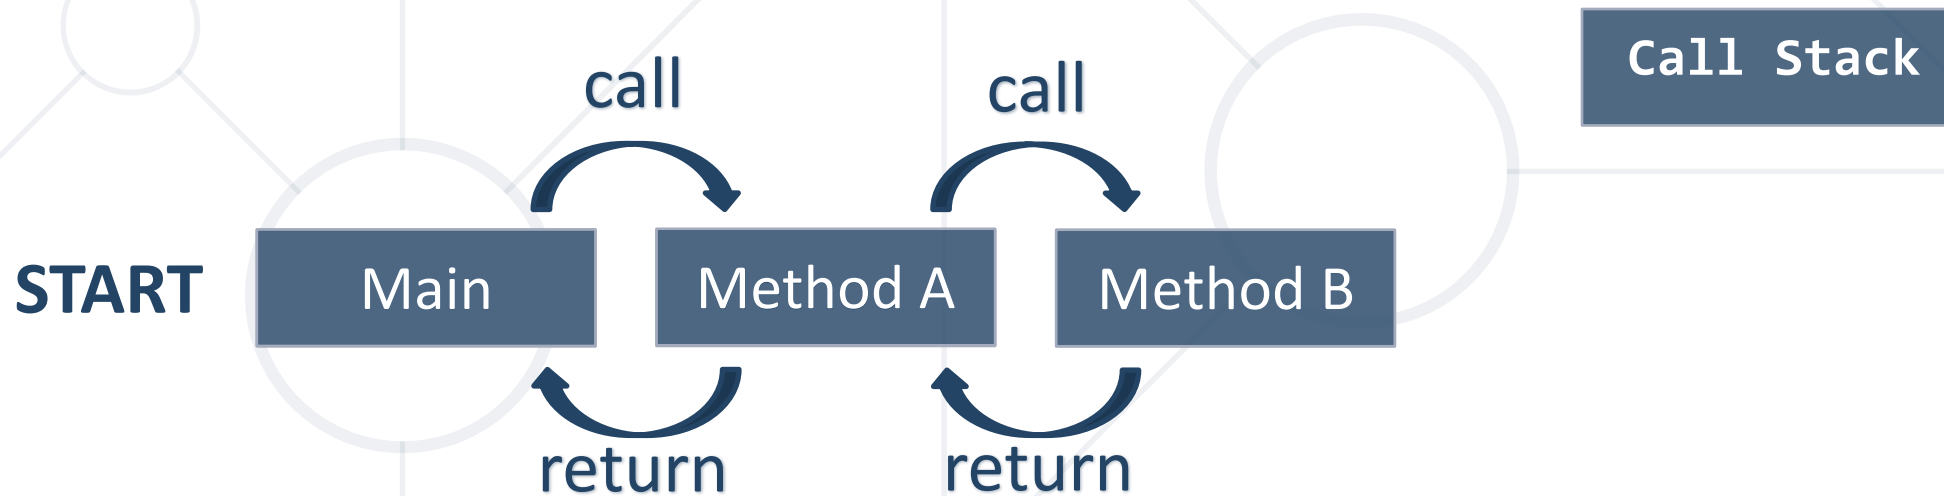 Call Stack
call
call
START
Main
Method A
Method B
return
return